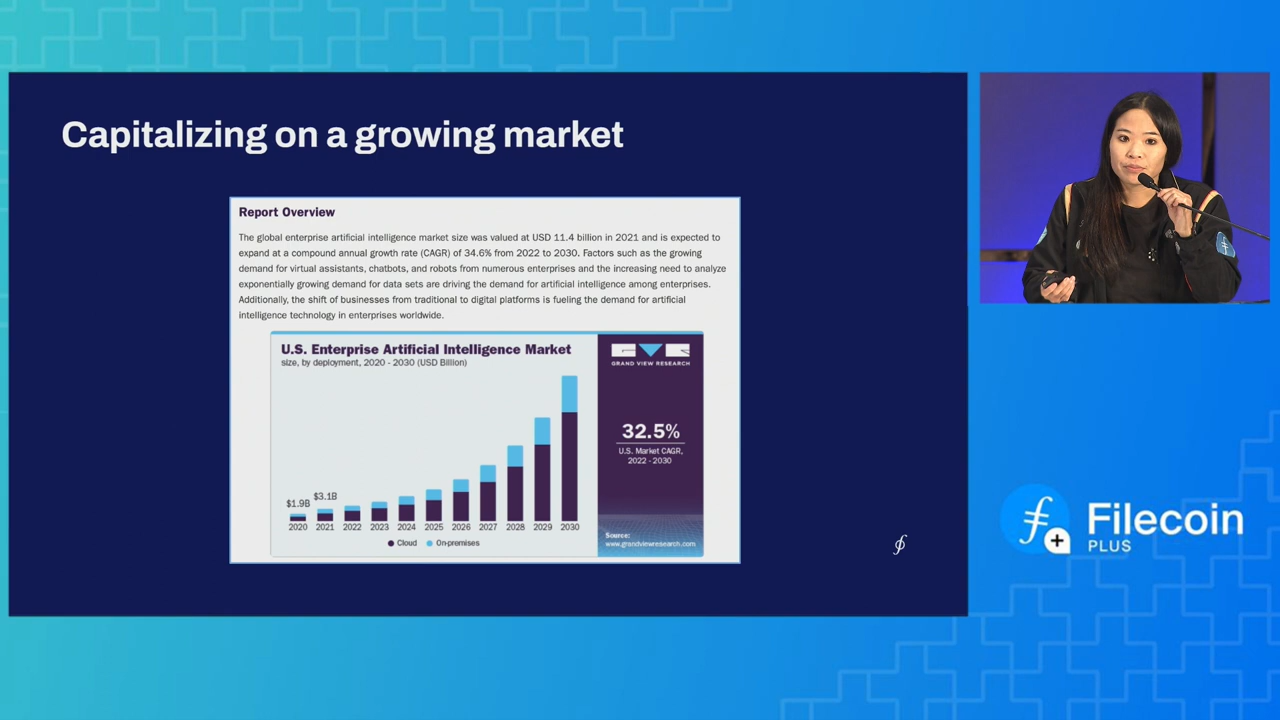 Capitalizing on a growing market
Report Overview
The global enterprise artificial intelligence market size was valued at USD 11.4 billion in 2021 and is expected to
expand at a compound annual growth rate (CAGR) of 34.6% from 2022 to 2030. Factors such as the growing
demand for virtual assistants, chatbots, and robots from numerous enterprises and the increasing need to analyze
exponentially growing demand for data sets are driving the demand for artificial intelligence among enterprises.
Additionally, the shift of businesses from traditional to digital platforms is fueling the demand for artificial
intelligence technology in enterprises worldwide.
U.S. Enterprise Artificial Intelligence Market
size, by deployment, 2020 - 2030 (USD Billion)
$1.9B
$3.1B
2020 2021 2022 2023 2024 2025 2026 2027 2028 2029 2030
Cloud On-premises
GRAND VIEW RESEARCH
32.5%
U.S. Market CAGR,
2022 - 2030
Source:
www.grandviewresearch.com
Filecoin
PLUS